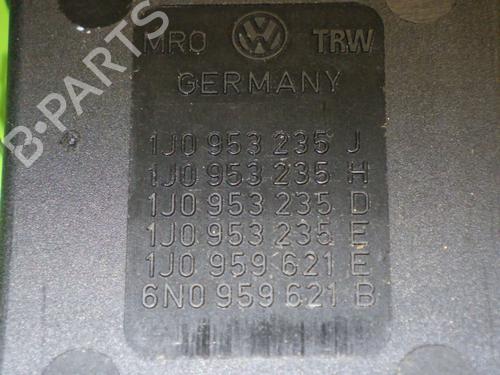 MRO VW TRW
GERMANY
1J0 953 235 J
1J0 953 235 H
1J0 953 235 D
1J0 953 235 E
1J0 959 621 E
6N0 959 621 B
B-PARTS